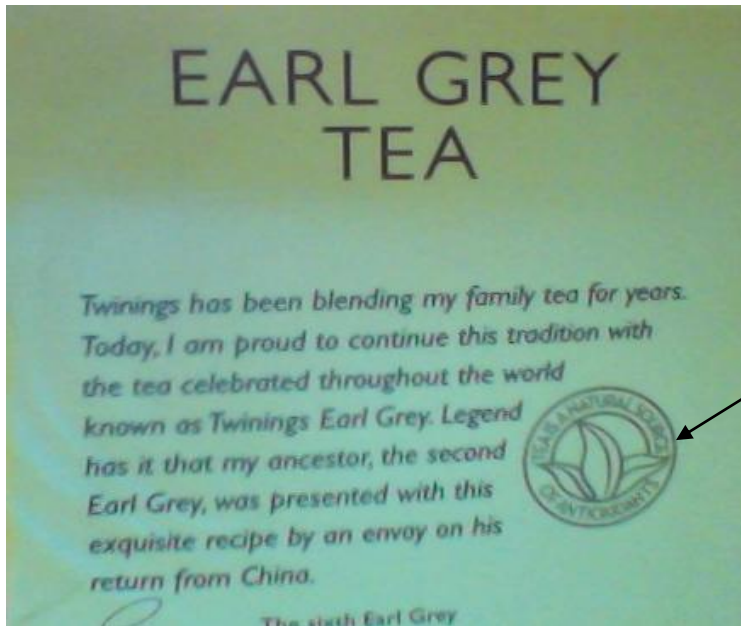 EARL GREY
TEA
Twinings has been blending my family tea for years.
Today, I am proud to continue this tradition with
the tea celebrated throughout the world
known as Twinings Earl Grey. Legend
has it that my ancestor, the second
Earl Grey, was presented with this
exquisite recipe by an envoy on his
return from China.
TEA IS A NATURAL SOURCE
OF ANTIOXIDANTS
The sixth Earl Grey